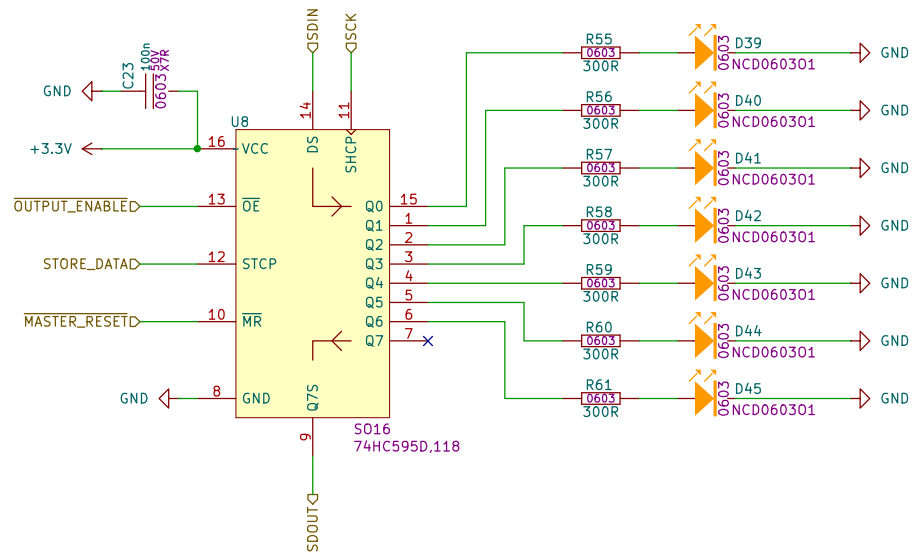 SDIN
SCK
C23
100n
50V
X7R
0603
GND
+3.3V
U8
14
DS
11
SHCP
16
VCC
OUTPUT_ENABLE
13
OE
STORE_DATA
12
STCP
MASTER_RESET
10
MR
GND
8
GND
Q0
15
Q1
1
Q2
2
Q3
3
Q4
4
Q5
5
Q6
6
Q7
7
Q7S
9
SO16
74HC595D,118
SDOUT
R55
0603
300R
D39
0603
NCD0603O1
GND
R56
0603
300R
D40
0603
NCD0603O1
GND
R57
0603
300R
D41
0603
NCD0603O1
GND
R58
0603
300R
D42
0603
NCD0603O1
GND
R59
0603
300R
D43
0603
NCD0603O1
GND
R60
0603
300R
D44
0603
NCD0603O1
GND
R61
0603
300R
D45
0603
NCD0603O1
GND